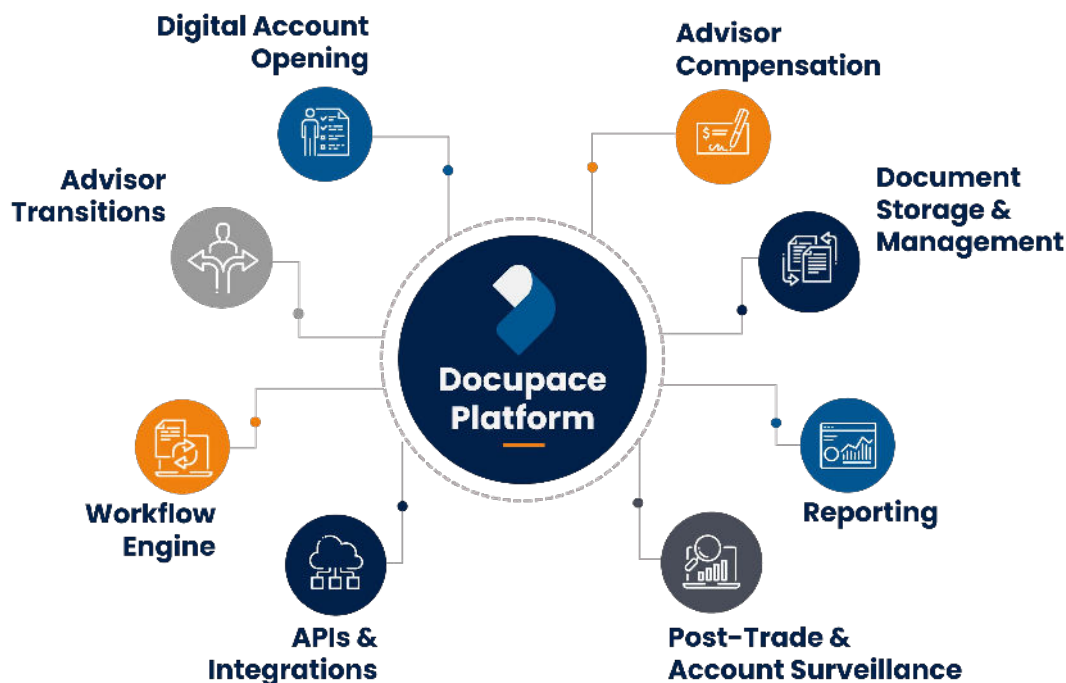 Digital Account
Opening
Advisor
Compensation
Advisor
Transitions
Document
Storage &
Management
Docupace
Platform
Workflow
Engine
Reporting
APIs &
Integrations
Post-Trade &
Account Surveillance